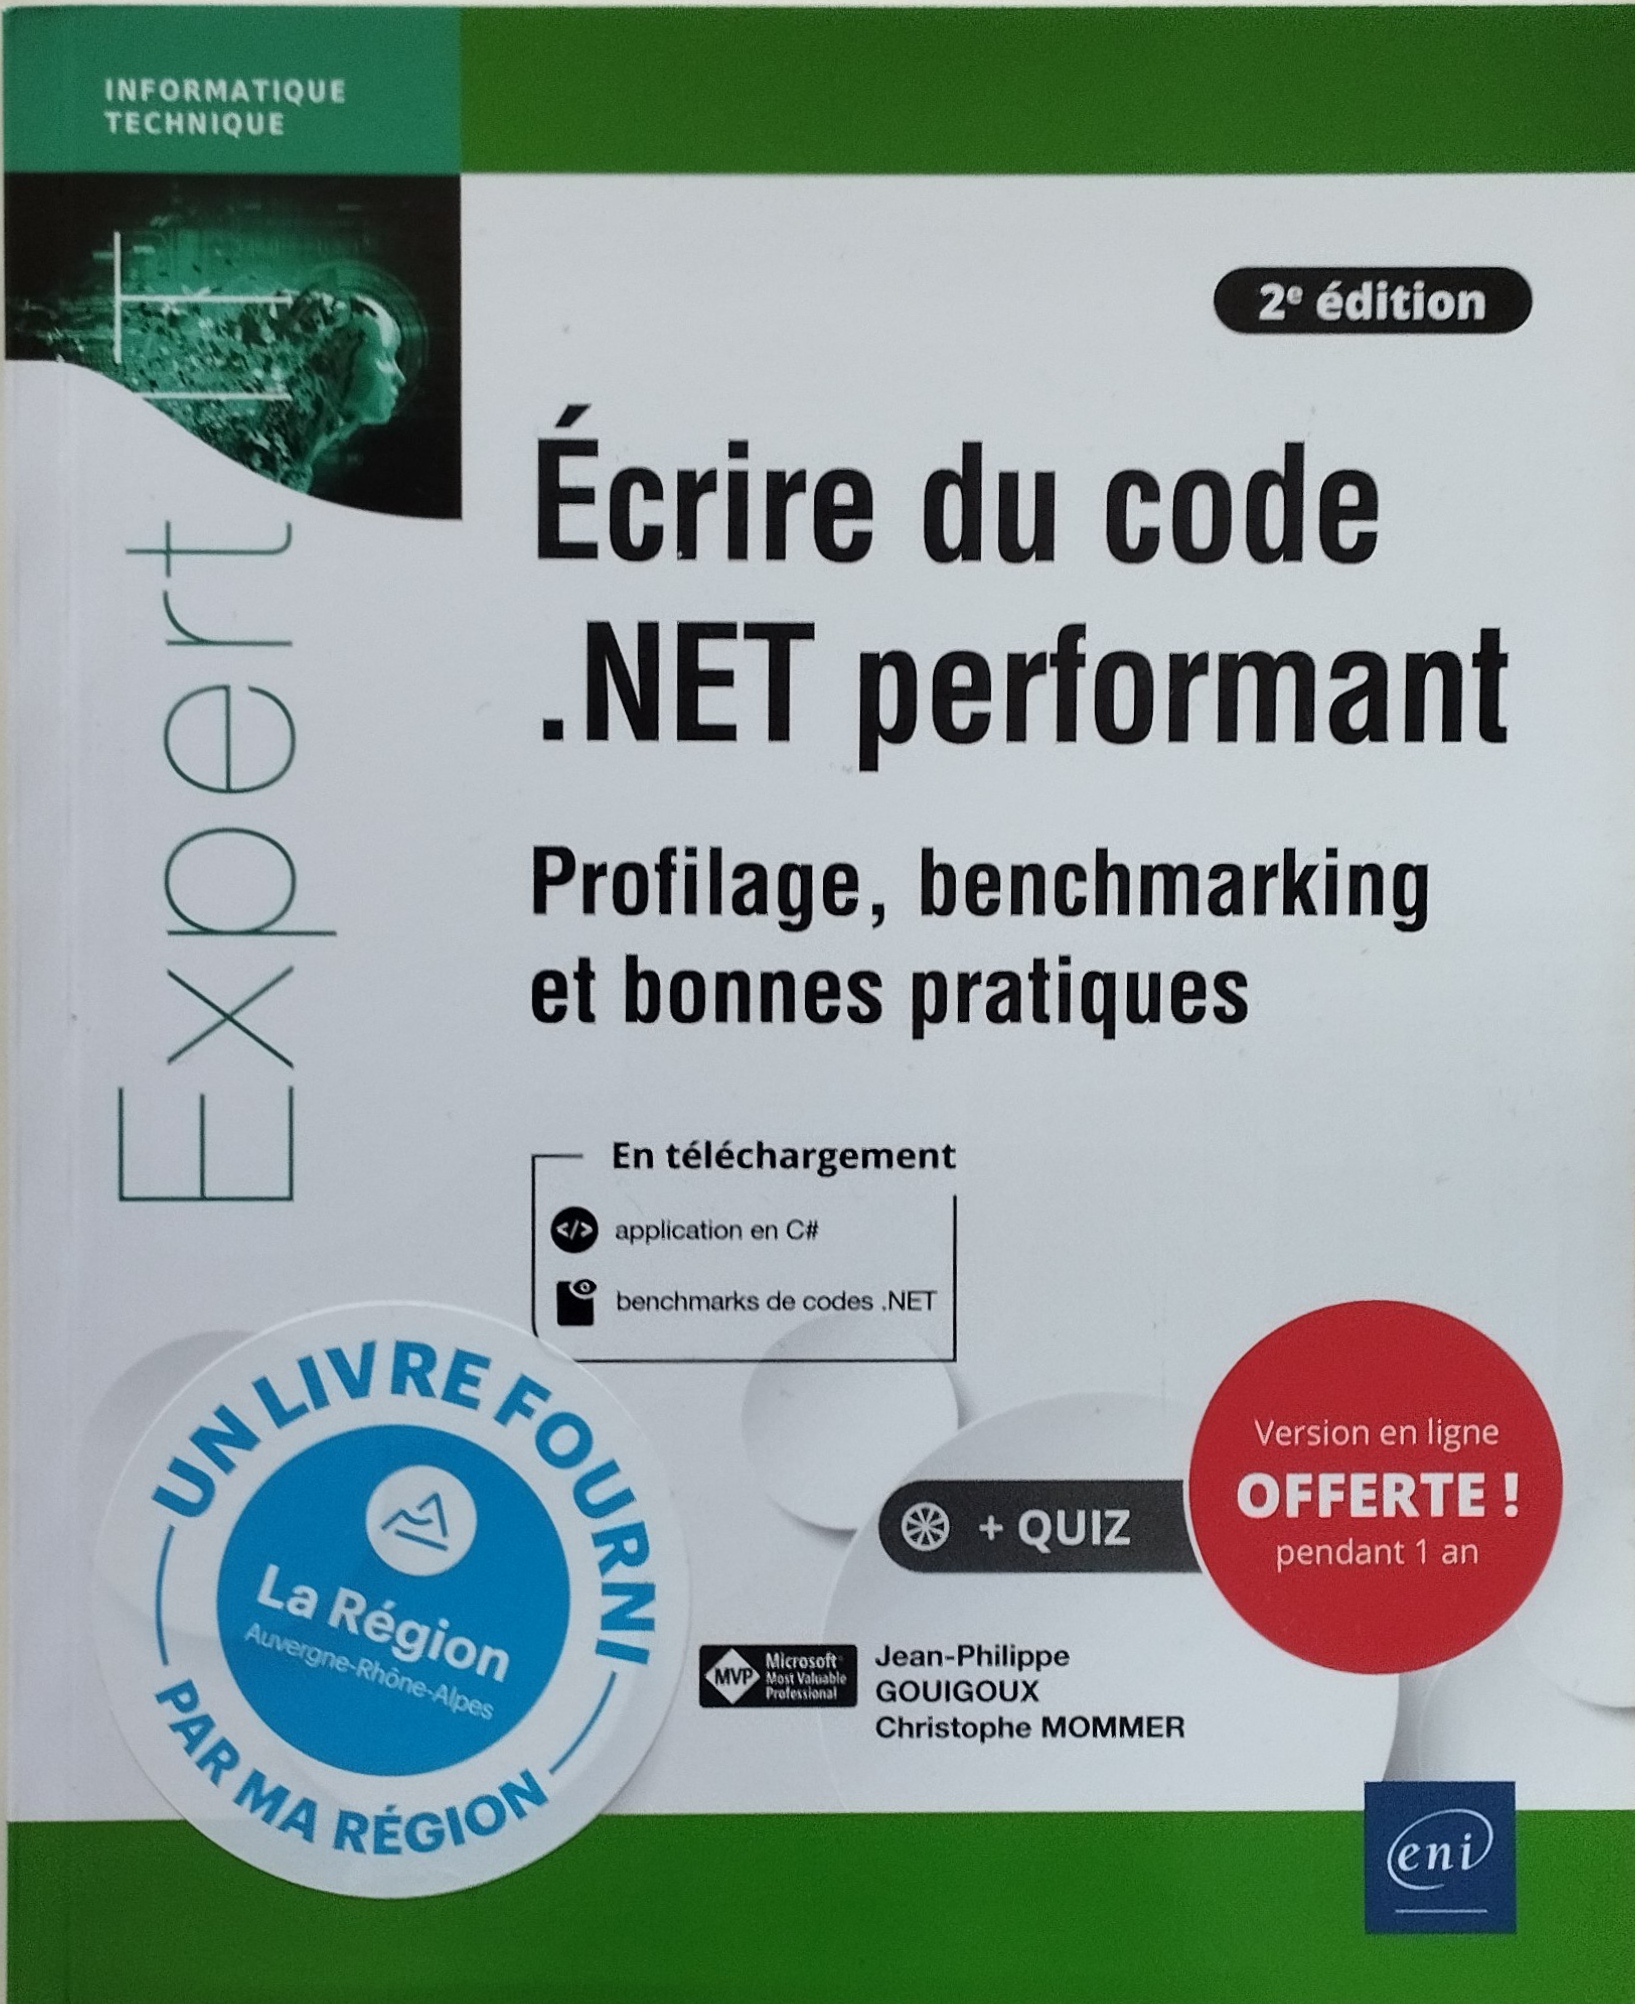 INFORMATIQUE
TECHNIQUE
Expert IT
2e édition
Écrire du code
.NET performant
Profilage, benchmarking
et bonnes pratiques
En téléchargement
</> application en C#
benchmarks de codes .NET
UN LIVRE FOURNI
La Région
Auvergne-Rhône-Alpes
PAR MA RÉGION
+ QUIZ
Version en ligne
OFFERTE !
pendant 1 an
MVP
Microsoft
Most Valuable
Professional
Jean-Philippe
GOUIGOUX
Christophe MOMMER
eni